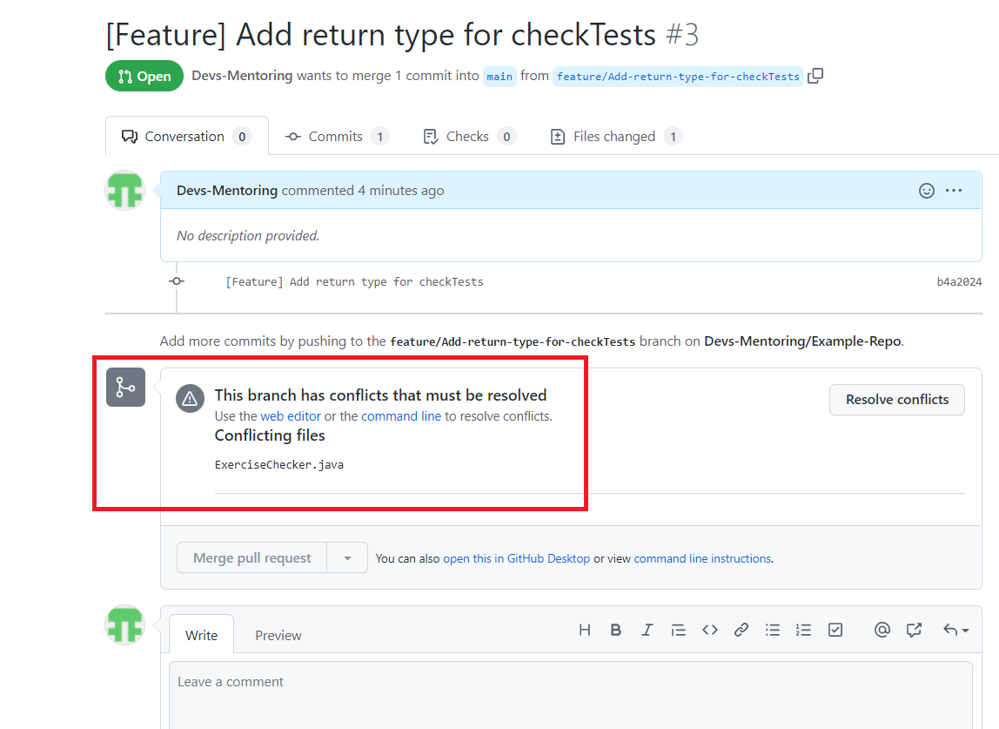 [Feature] Add return type for checkTests #3
Open Devs-Mentoring wants to merge 1 commit into main from feature/Add-return-type-for-checkTests
Conversation 0 Commits 1 Checks 0 Files changed 1
Devs-Mentoring commented 4 minutes ago
No description provided.
[Feature] Add return type for checkTests b4a2024
Add more commits by pushing to the feature/Add-return-type-for-checkTests branch on Devs-Mentoring/Example-Repo.
This branch has conflicts that must be resolved
Resolve conflicts
Use the web editor or the command line to resolve conflicts.
Conflicting files
ExerciseChecker.java
Merge pull request You can also open this in GitHub Desktop or view command line instructions.
Write Preview
Leave a comment